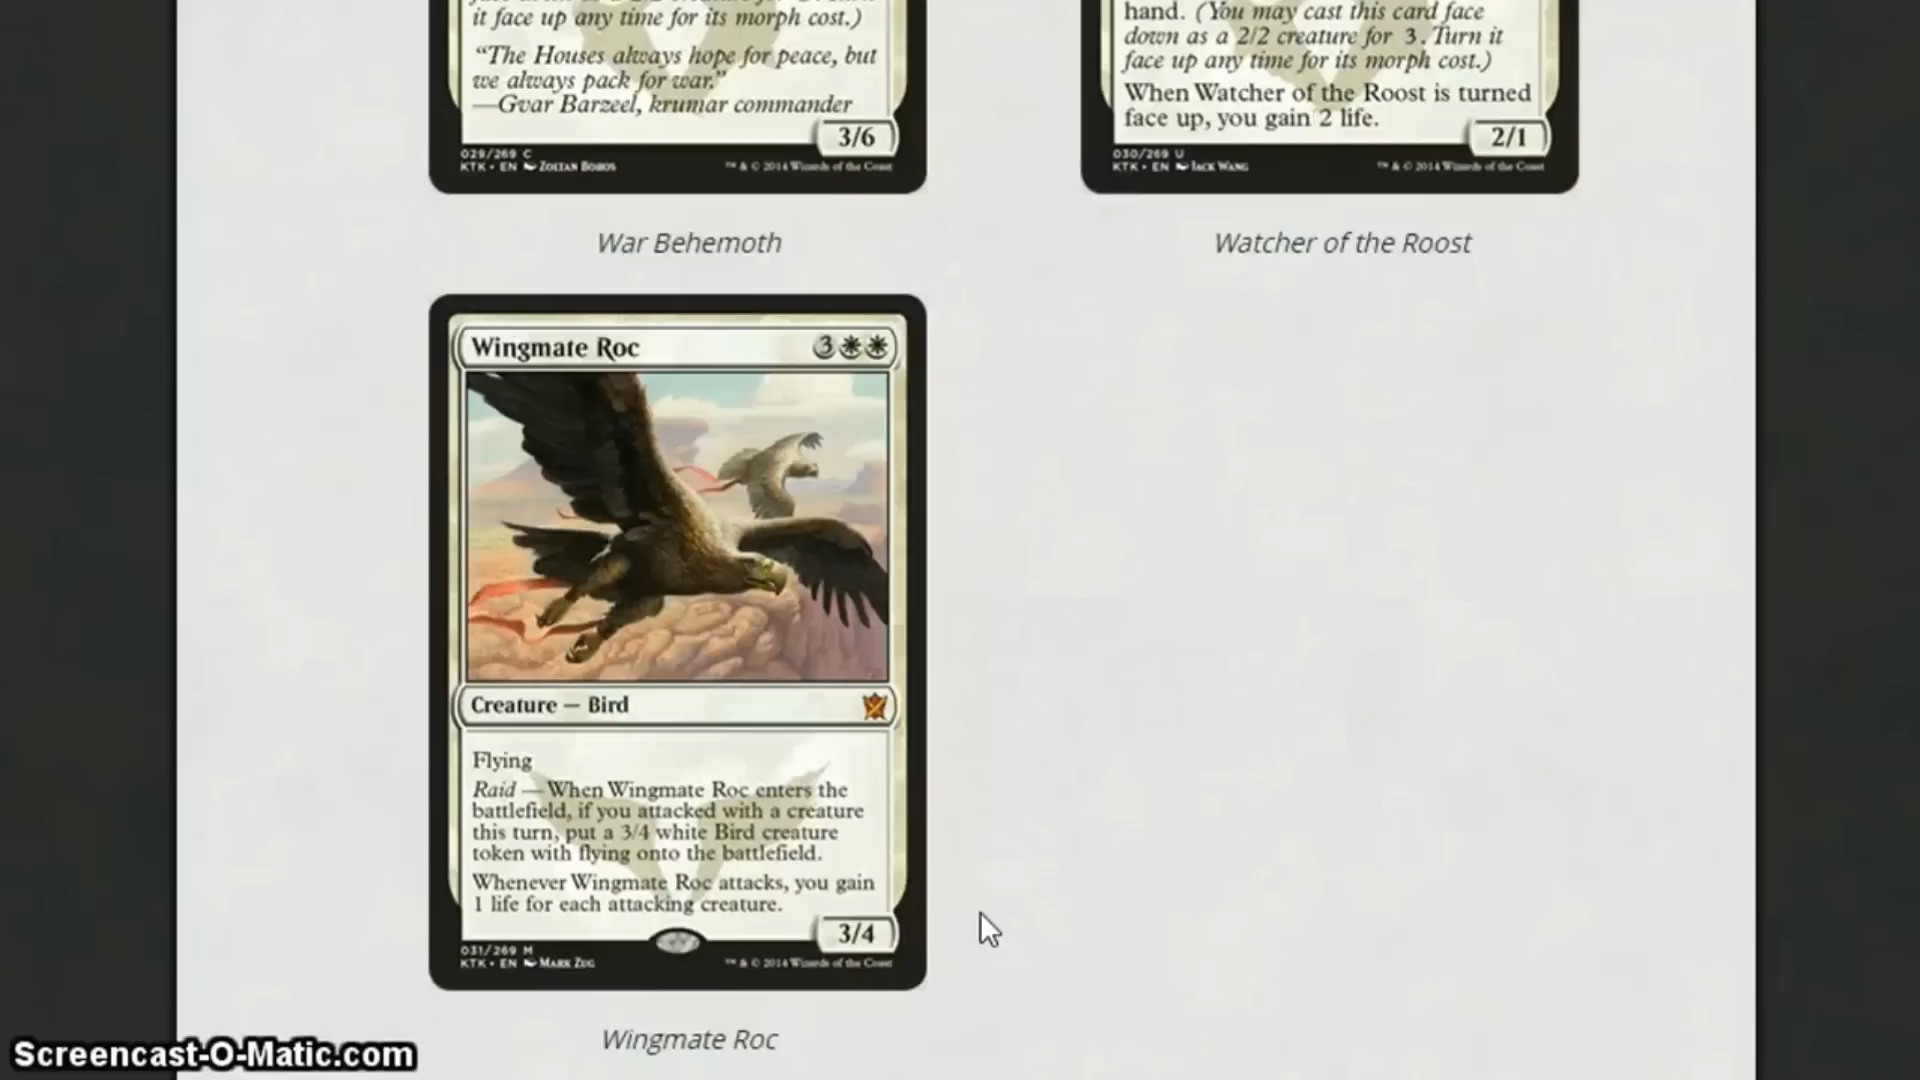 it face up any time for its morph cost.)
"The Houses always hope for peace, but
we always pack for war."
—Gvar Barzeel, krumar commander
3/6
029/269 C
KTK • EN ZOLTAN BOROS
™ & © 2014 Wizards of the Coast
War Behemoth
hand. (You may cast this card face
down as a 2/2 creature for 3. Turn it
face up any time for its morph cost.)
When Watcher of the Roost is turned
face up, you gain 2 life.
2/1
030/269 U
KTK • EN JACK WANG
™ & © 2014 Wizards of the Coast
Watcher of the Roost
Wingmate Roc
3
Creature — Bird
Flying
Raid — When Wingmate Roc enters the
battlefield, if you attacked with a creature
this turn, put a 3/4 white Bird creature
token with flying onto the battlefield.
Whenever Wingmate Roc attacks, you gain
1 life for each attacking creature.
3/4
031/269 M
KTK • EN MARK ZUG
™ & © 2014 Wizards of the Coast
Wingmate Roc
Screencast-O-Matic.com